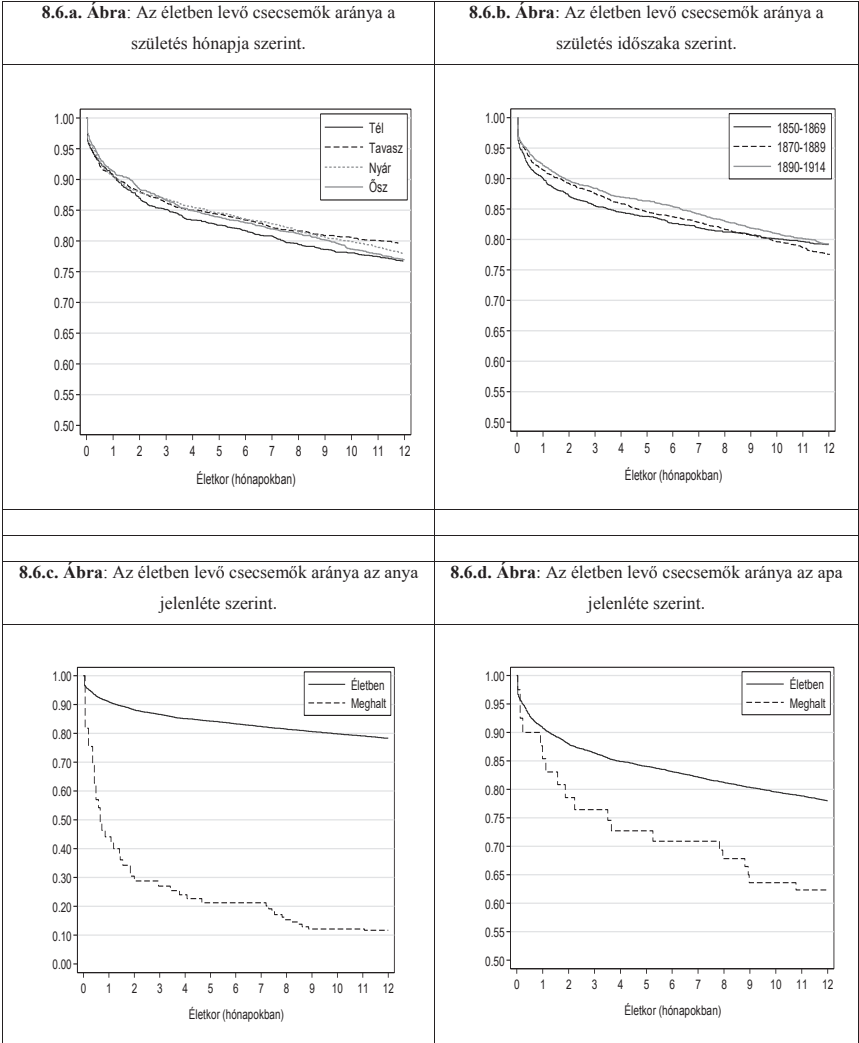 8.6.a. Ábra: Az életben levő csecsemők aránya a
születés hónapja szerint.
8.6.b. Ábra: Az életben levő csecsemők aránya a
születés időszaka szerint.
1.00
0.95
0.90
0.85
0.80
0.75
0.70
0.65
0.60
0.55
0.50
Tél
Tavasz
Nyár
Ősz
0 1 2 3 4 5 6 7 8 9 10 11 12
Életkor (hónapokban)
1.00
0.95
0.90
0.85
0.80
0.75
0.70
0.65
0.60
0.55
0.50
1850-1869
1870-1889
1890-1914
0 1 2 3 4 5 6 7 8 9 10 11 12
Életkor (hónapokban)
8.6.c. Ábra: Az életben levő csecsemők aránya az anya
jelenléte szerint.
8.6.d. Ábra: Az életben levő csecsemők aránya az apa
jelenléte szerint.
1.00
0.90
0.80
0.70
0.60
0.50
0.40
0.30
0.20
0.10
0.00
Életben
Meghalt
0 1 2 3 4 5 6 7 8 9 10 11 12
Életkor (hónapokban)
1.00
0.95
0.90
0.85
0.80
0.75
0.70
0.65
0.60
0.55
0.50
Életben
Meghalt
0 1 2 3 4 5 6 7 8 9 10 11 12
Életkor (hónapokban)